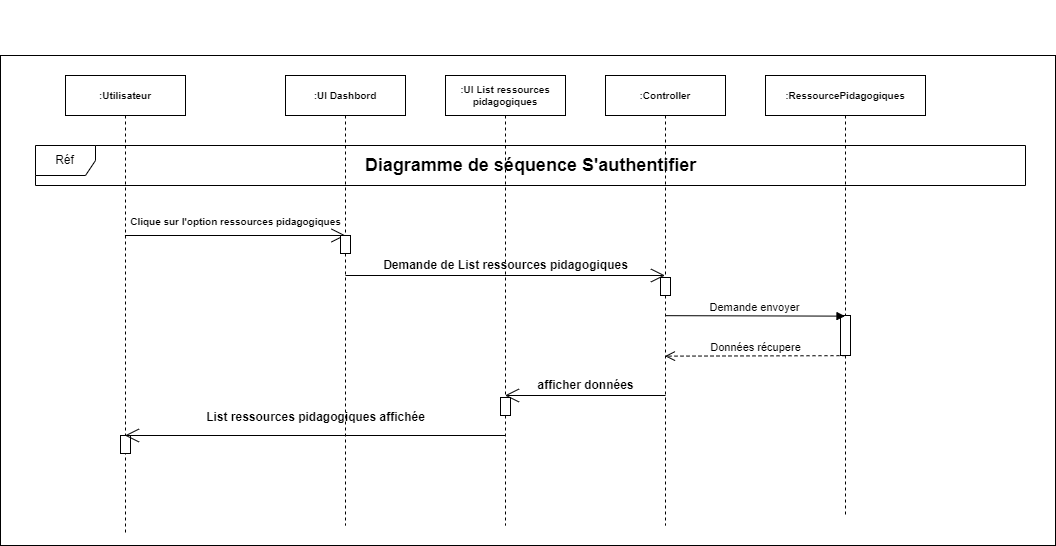 :Utilisateur
:UI Dashbord
:UI List ressources
pidagogiques
:Controller
:RessourcePidagogiques
Réf
Diagramme de séquence S'authentifier
Clique sur l'option ressources pidagogiques
Demande de List ressources pidagogiques
Demande envoyer
Données récupere
afficher données
List ressources pidagogiques affichée